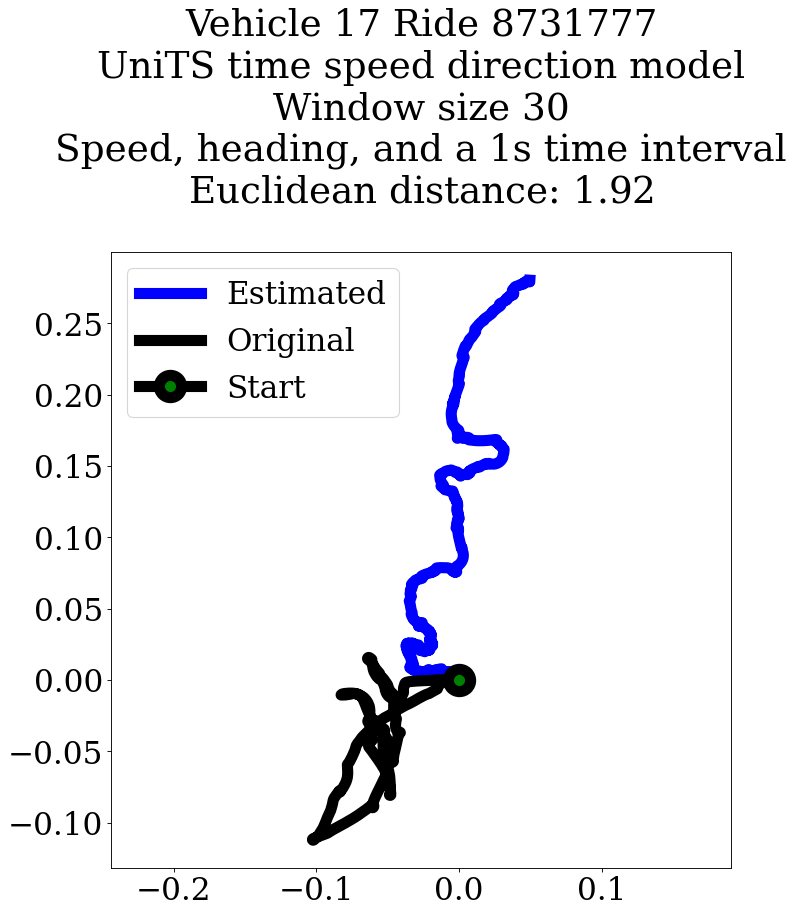 Vehicle 17 Ride 8731777
UniTS time speed direction model
Window size 30
Speed, heading, and a 1s time interval
Euclidean distance: 1.92
Estimated
Original
Start
0.25
0.20
0.15
0.10
0.05
0.00
−0.05
−0.10
−0.2 −0.1 0.0 0.1